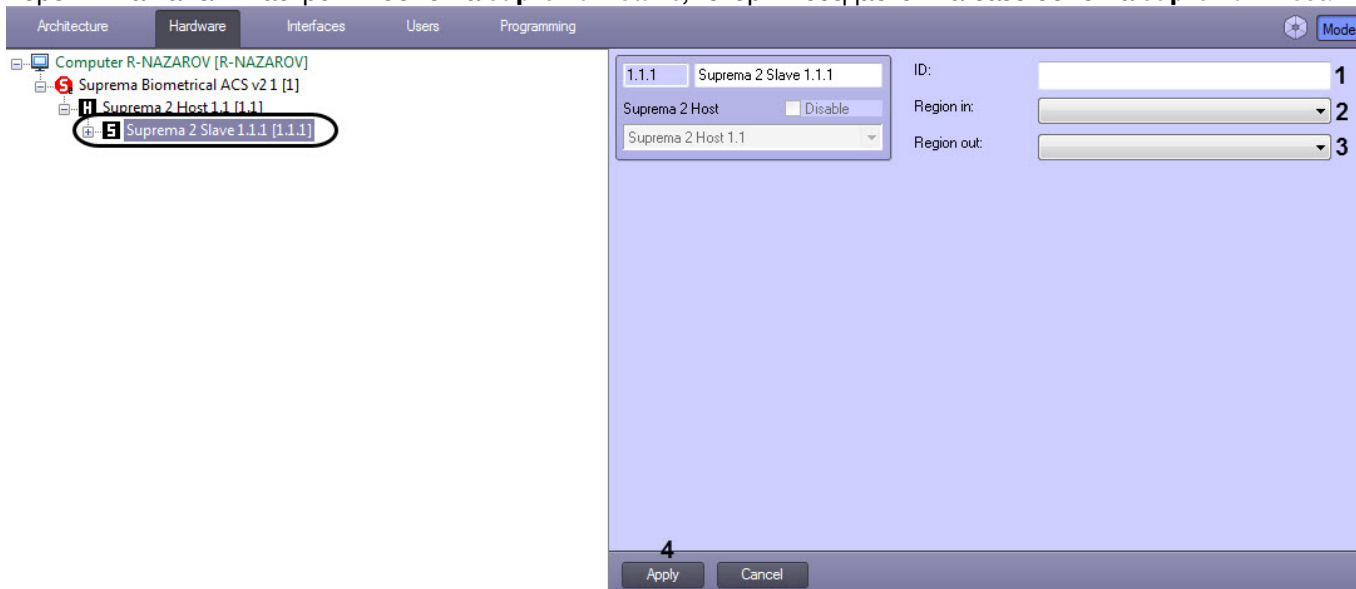 Architecture Hardware Interfaces Users Programming Mode
Computer R-NAZAROV [R-NAZAROV]
Suprema Biometrical ACS v2 1 [1]
H Suprema 2 Host 1.1 [1.1]
S Suprema 2 Slave 1.1.1 [1.1.1]
1.1.1 Suprema 2 Slave 1.1.1
Suprema 2 Host Disable
Suprema 2 Host 1.1
ID: 1
Region in: 2
Region out: 3
4
Apply Cancel